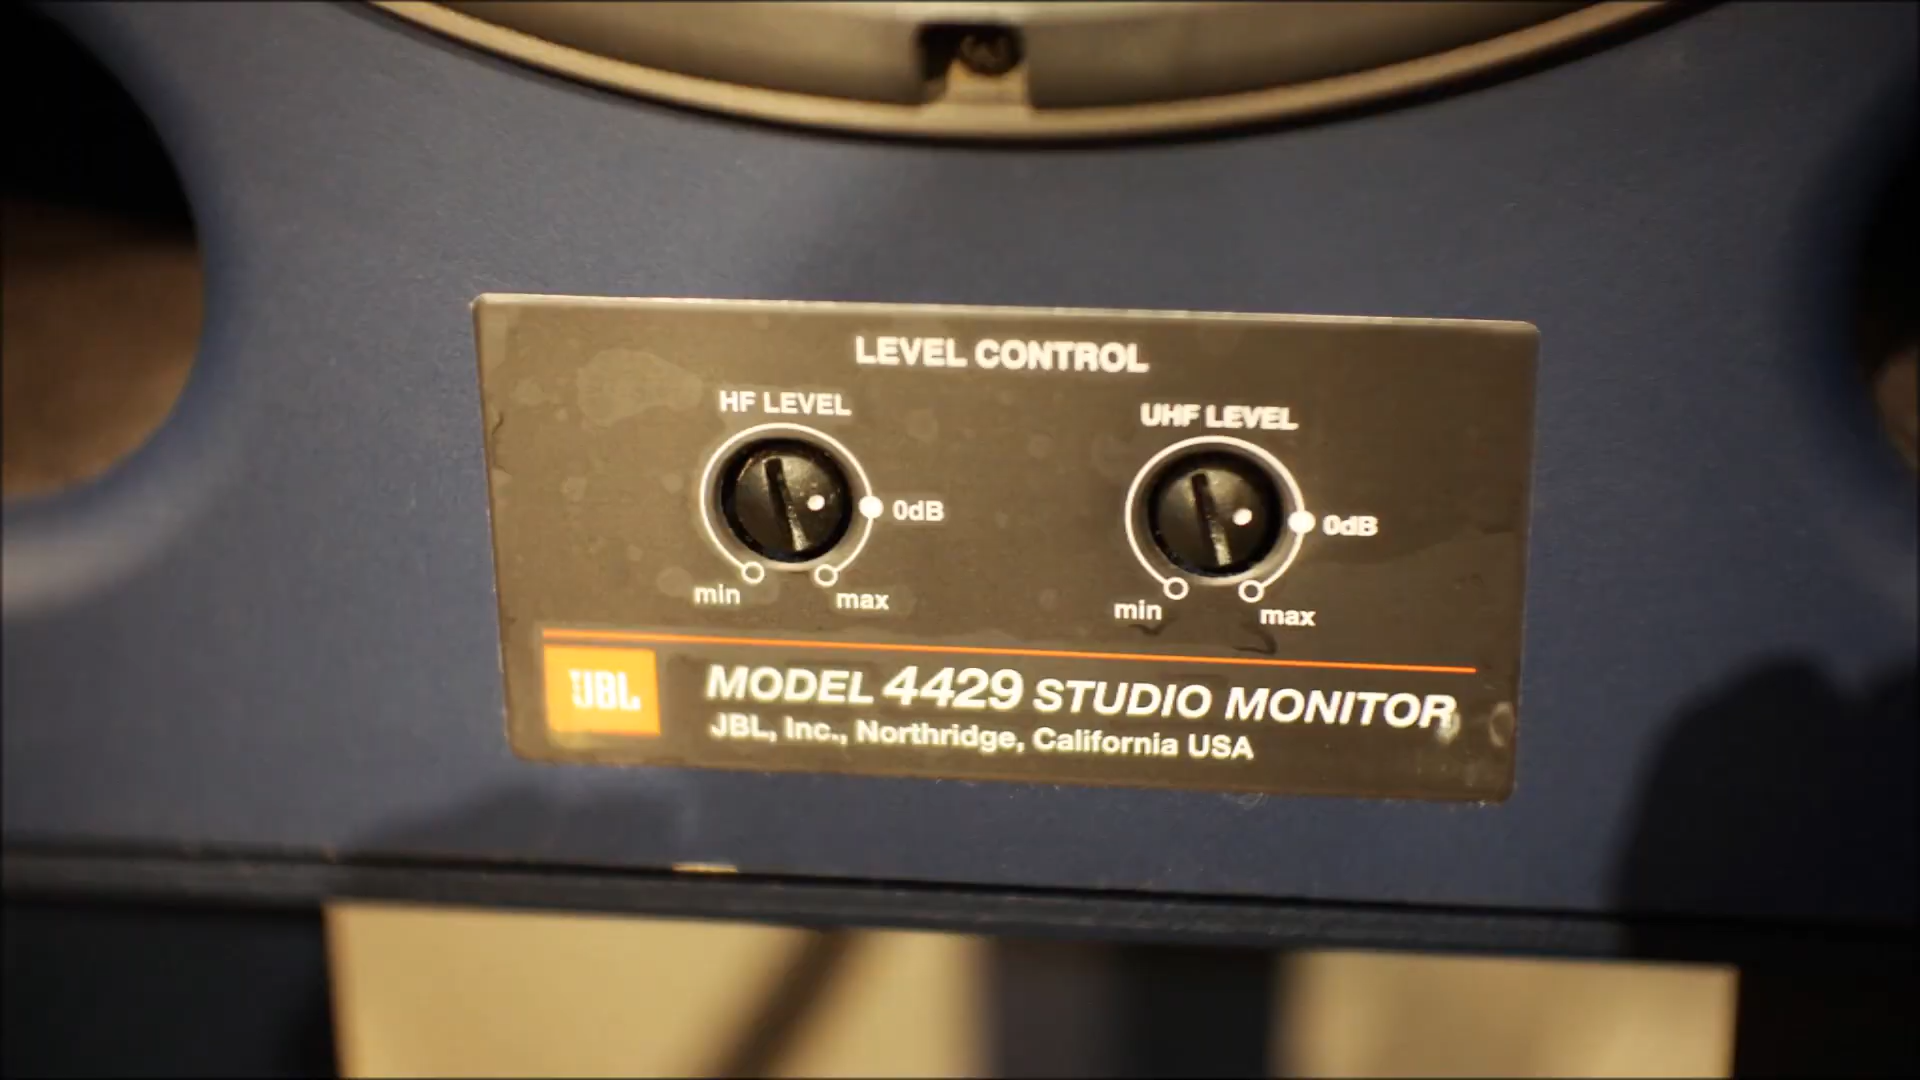 LEVEL CONTROL
HF LEVEL
UHF LEVEL
0dB
0dB
min
max
min
max
JBL
MODEL 4429 STUDIO MONITOR
JBL, Inc., Northridge, California USA